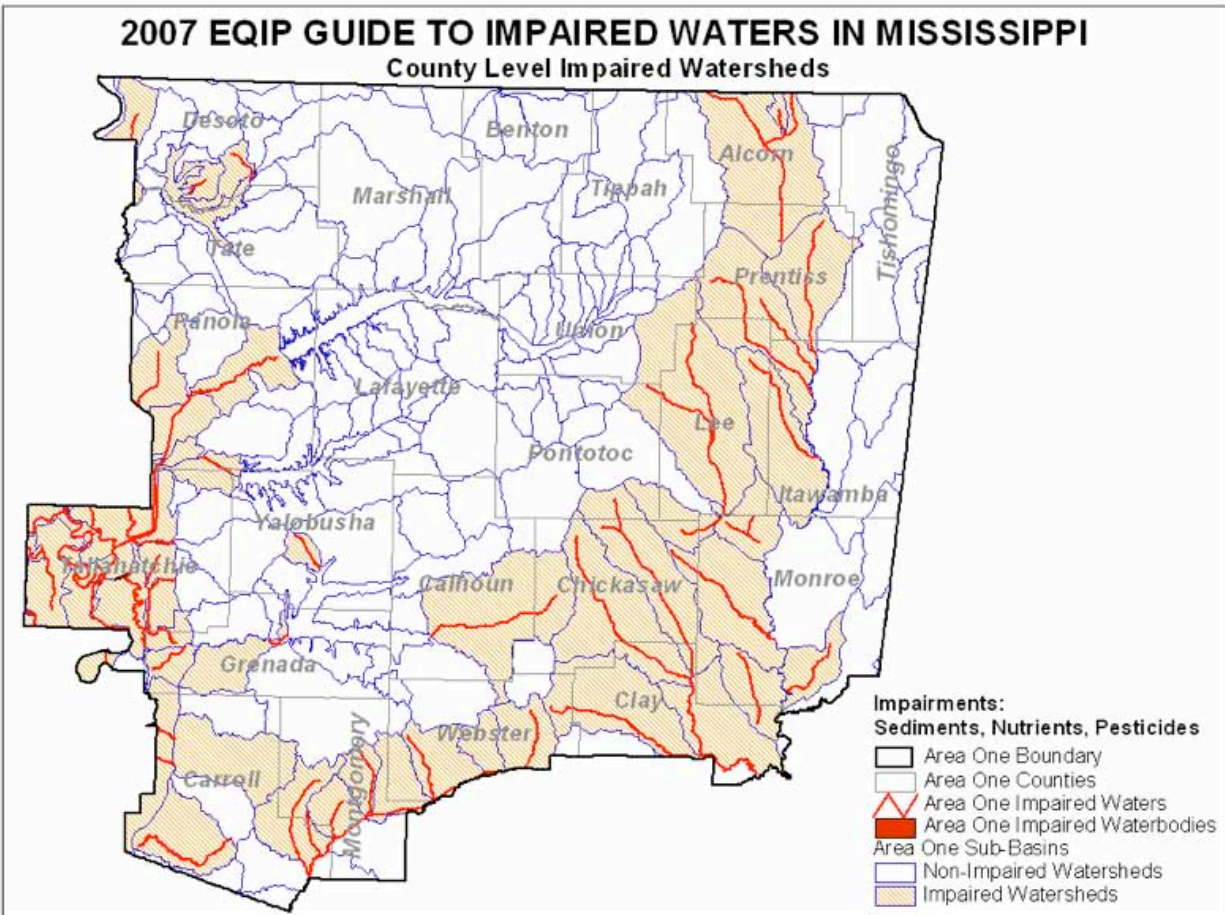 2007 EQIP GUIDE TO IMPAIRED WATERS IN MISSISSIPPI
County Level Impaired Watersheds
Desoto
Benton
Alcorn
Marshall
Tippah
Tishomingo
Tate
Prentiss
Panola
Union
Lafayette
Lee
Pontotoc
Itawamba
Yalobusha
Tallahatchie
Calhoun
Chickasaw
Monroe
Grenada
Clay
Webster
Montgomery
Carroll
Impairments:
Sediments, Nutrients, Pesticides
Area One Boundary
Area One Counties
Area One Impaired Waters
Area One Impaired Waterbodies
Area One Sub-Basins
Non-Impaired Watersheds
Impaired Watersheds